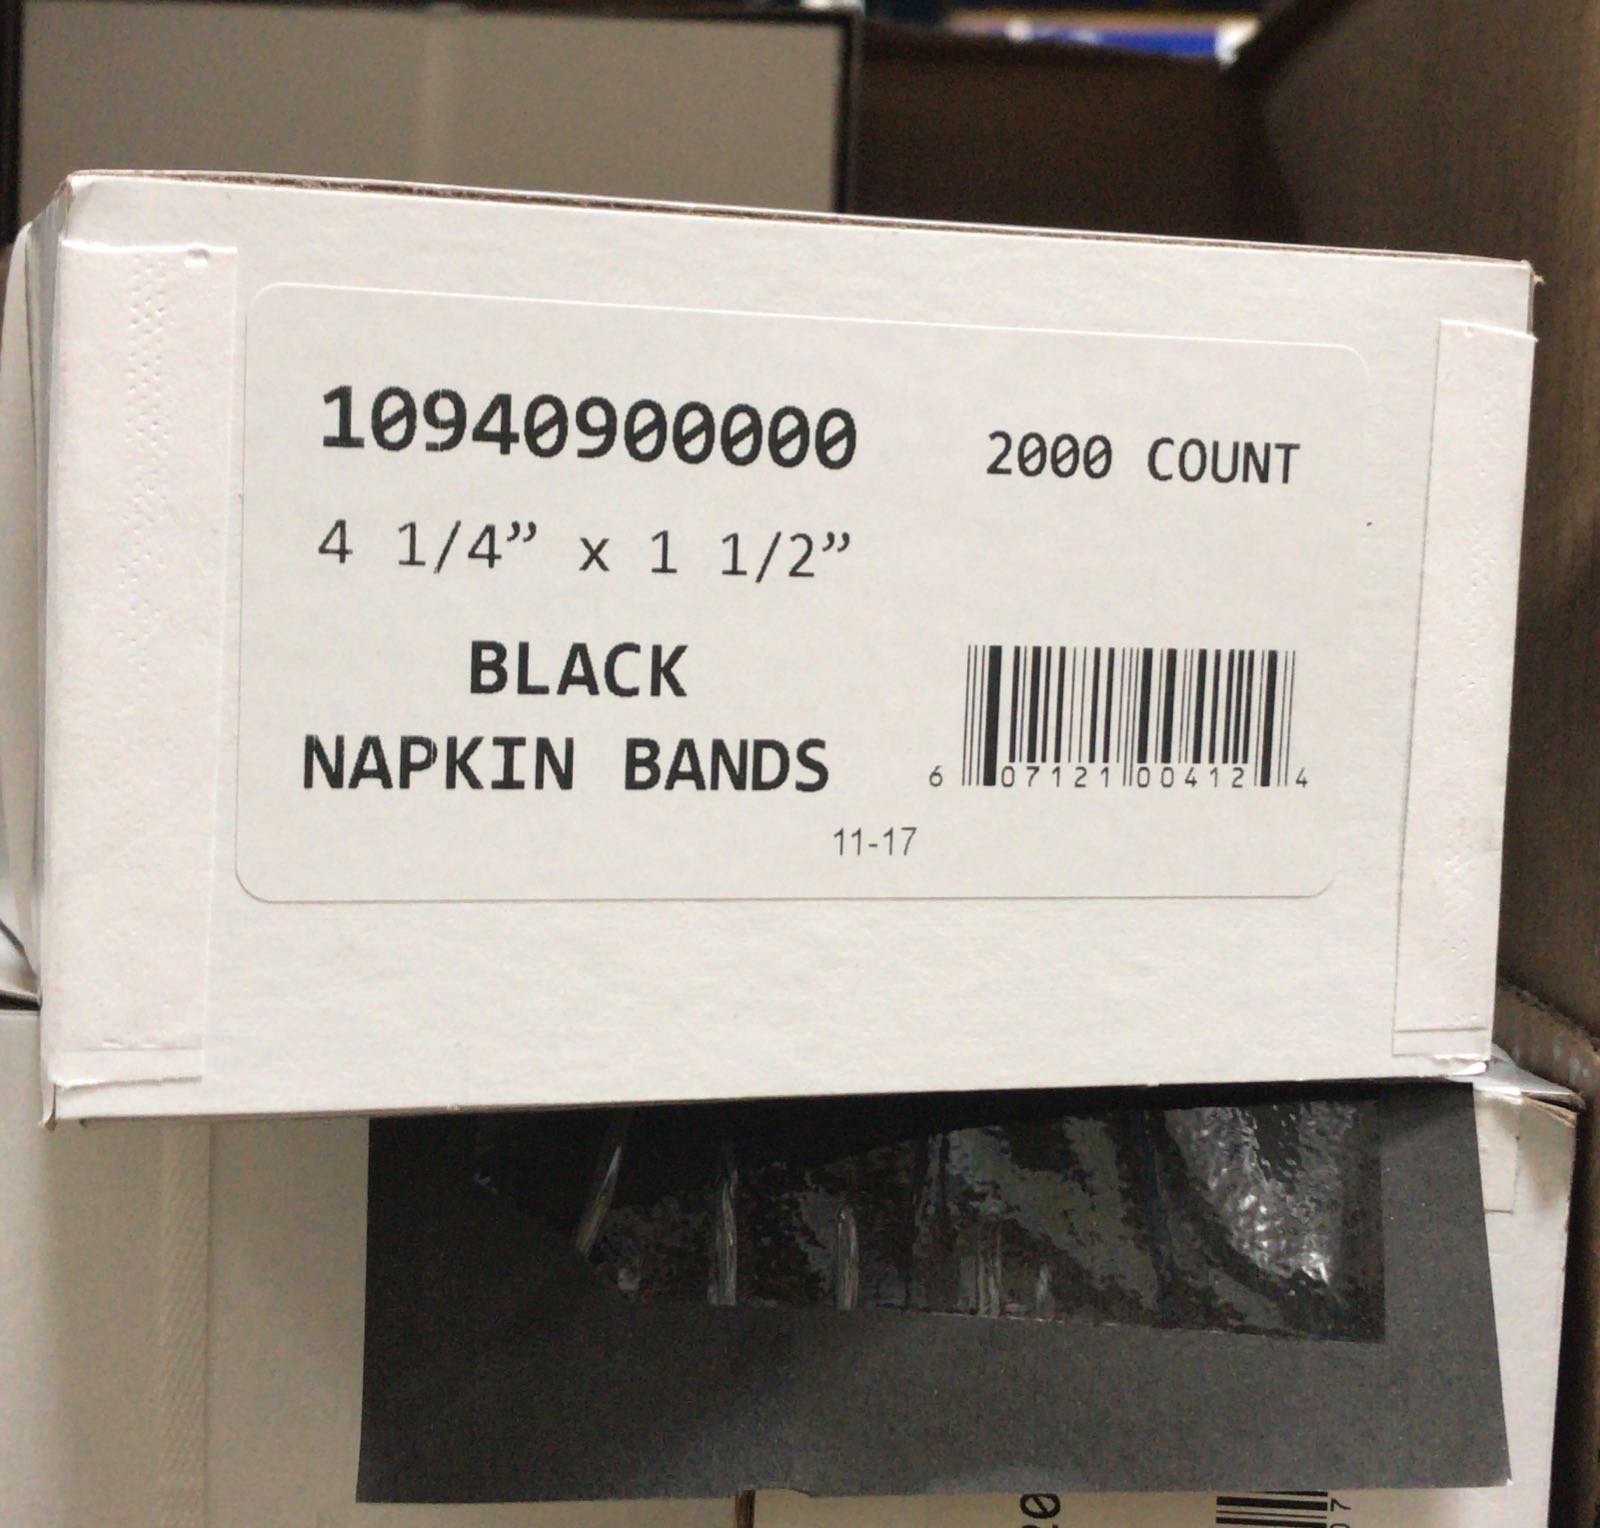 10940900000
2000 COUNT
4 1/4” x 1 1/2”
BLACK
NAPKIN BANDS
6 07121 00412 4
11-17